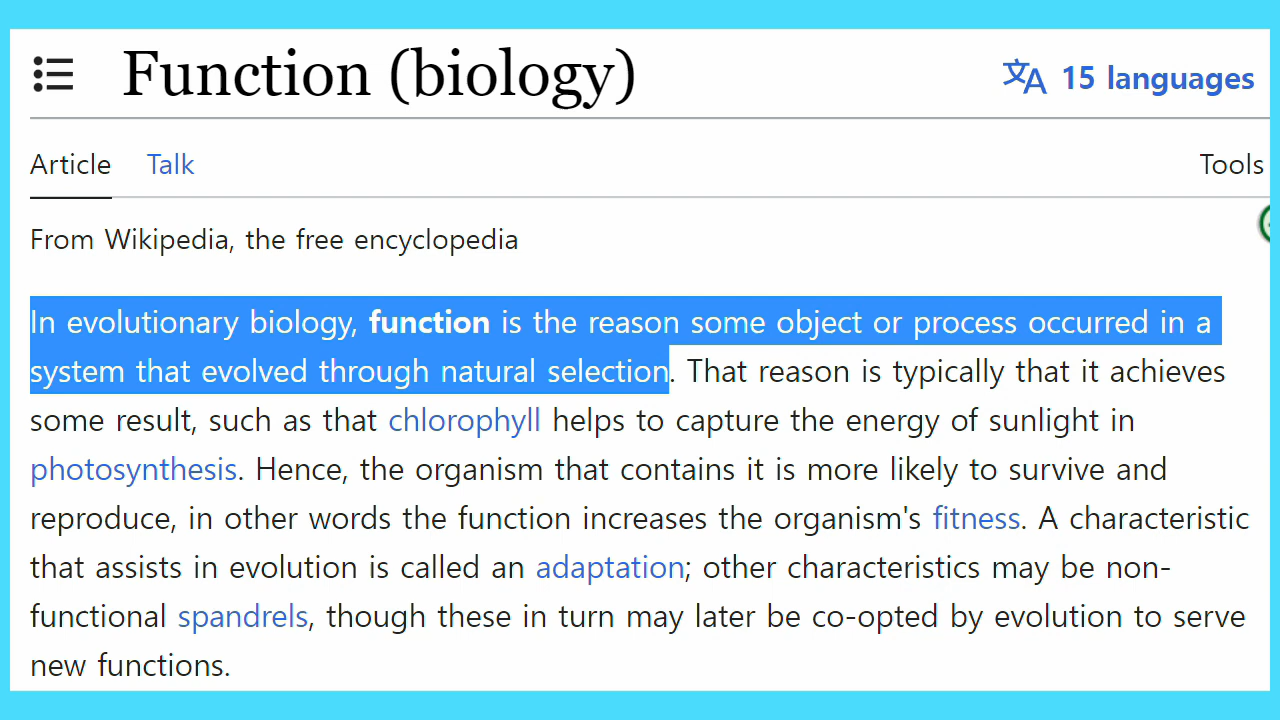 Function (biology)
文A 15 languages
Article Talk Tools
From Wikipedia, the free encyclopedia
In evolutionary biology, function is the reason some object or process occurred in a
system that evolved through natural selection. That reason is typically that it achieves
some result, such as that chlorophyll helps to capture the energy of sunlight in
photosynthesis. Hence, the organism that contains it is more likely to survive and
reproduce, in other words the function increases the organism's fitness. A characteristic
that assists in evolution is called an adaptation; other characteristics may be non-
functional spandrels, though these in turn may later be co-opted by evolution to serve
new functions.